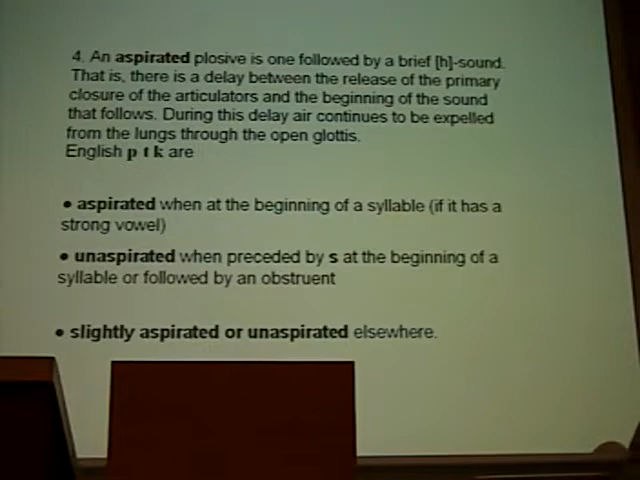 4. An aspirated plosive is one followed by a brief [h]-sound.
That is, there is a delay between the release of the primary
closure of the articulators and the beginning of the sound
that follows. During this delay air continues to be expelled
from the lungs through the open glottis.
English p t k are
• aspirated when at the beginning of a syllable (if it has a
strong vowel)
• unaspirated when preceded by s at the beginning of a
syllable or followed by an obstruent
• slightly aspirated or unaspirated elsewhere.